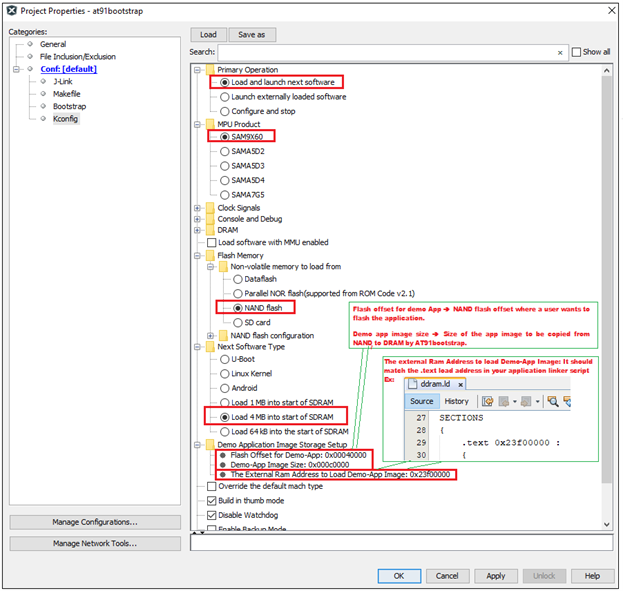 Project Properties - at91bootstrap
Categories:
General
File Inclusion/Exclusion
Conf: [default]
J-Link
Makefile
Bootstrap
Kconfig
Manage Configurations...
Manage Network Tools...
Load
Save as
Search:
Show all
Primary Operation
Load and launch next software
Launch externally loaded software
Configure and stop
MPU Product
SAM9X60
SAMA5D2
SAMA5D3
SAMA5D4
SAMA7G5
Clock Signals
Console and Debug
DRAM
Load software with MMU enabled
Flash Memory
Non-volatile memory to load from
Dataflash
Parallel NOR flash(supported from ROM Code v2.1)
NAND flash
SD card
NAND flash configuration
Next Software Type
U-Boot
Linux Kernel
Android
Load 1 MB into start of SDRAM
Load 4 MB into start of SDRAM
Load 64 kB into the start of SDRAM
Demo Application Image Storage Setup
Flash Offset for Demo-App: 0x00040000
Demo-App Image Size: 0x000c0000
The External Ram Address to Load Demo-App Image: 0x23f00000
Override the default mach type
Build in thumb mode
Disable Watchdog
Enable Backup Mode
Flash offset for demo App ➔ NAND flash offset where a user wants to
flash the application.
Demo app image size ➔ Size of the app image to be copied from
NAND to DRAM by AT91bootstrap.
The external Ram Address to load Demo-App Image: It should
match the .text load address in your application linker script
Ex:
ddram.ld
Source
History
27 SECTIONS
28 {
29 .text 0x23f00000 :
30 {
OK
Cancel
Apply
Unlock
Help